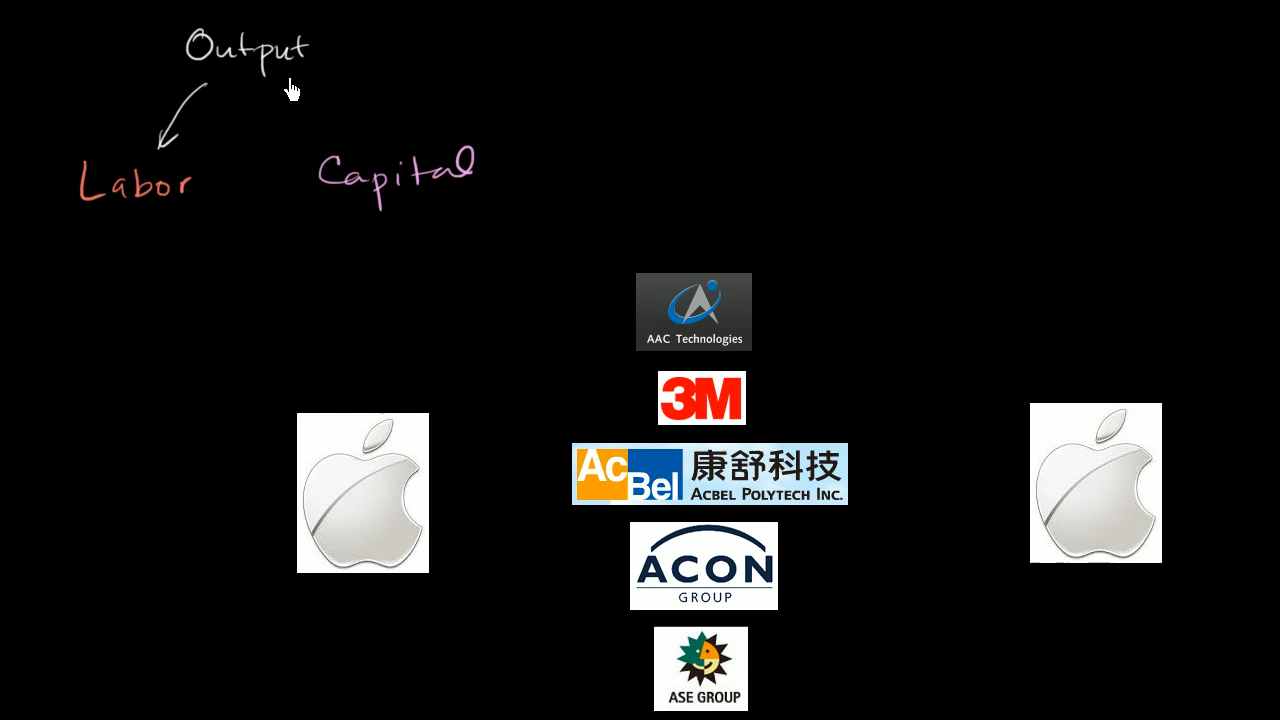 Output
Labor
Capital
AAC Technologies
3M
AcBel 康舒科技
ACBEL POLYTECH INC.
ACON
GROUP
ASE GROUP